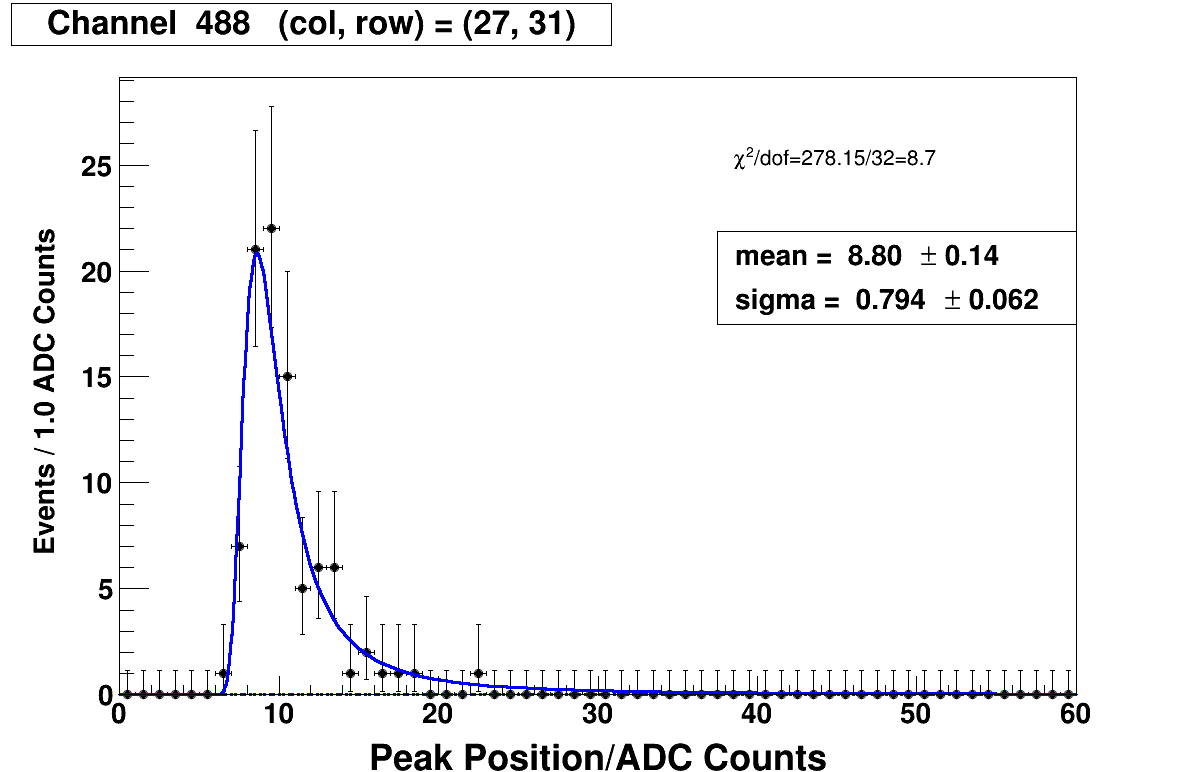 Channel 488 (col, row) = (27, 31)
χ²/dof=278.15/32=8.7
mean = 8.80 ± 0.14
sigma = 0.794 ± 0.062
Events / 1.0 ADC Counts
25
20
15
10
5
0
0 10 20 30 40 50 60
Peak Position/ADC Counts